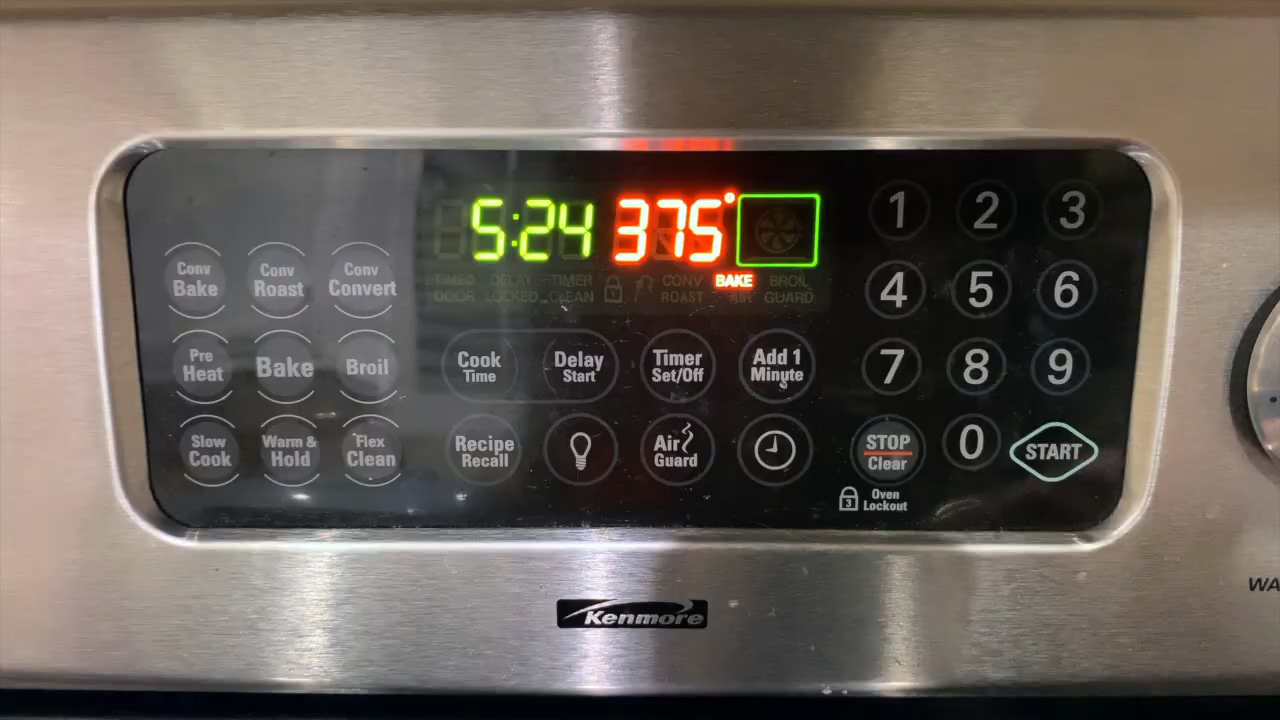 5:24 375°
TIMED DELAY TIMER CONV BAKE BROIL
DOOR LOCKED CLEAN ROAST AIR GUARD
Conv Bake
Conv Roast
Conv Convert
Pre Heat
Bake
Broil
Slow Cook
Warm & Hold
Flex Clean
Cook Time
Delay Start
Timer Set/Off
Add 1 Minute
Recipe Recall
Air Guard
1 2 3
4 5 6
7 8 9
STOP Clear
0
START
3
Oven Lockout
Kenmore
WA